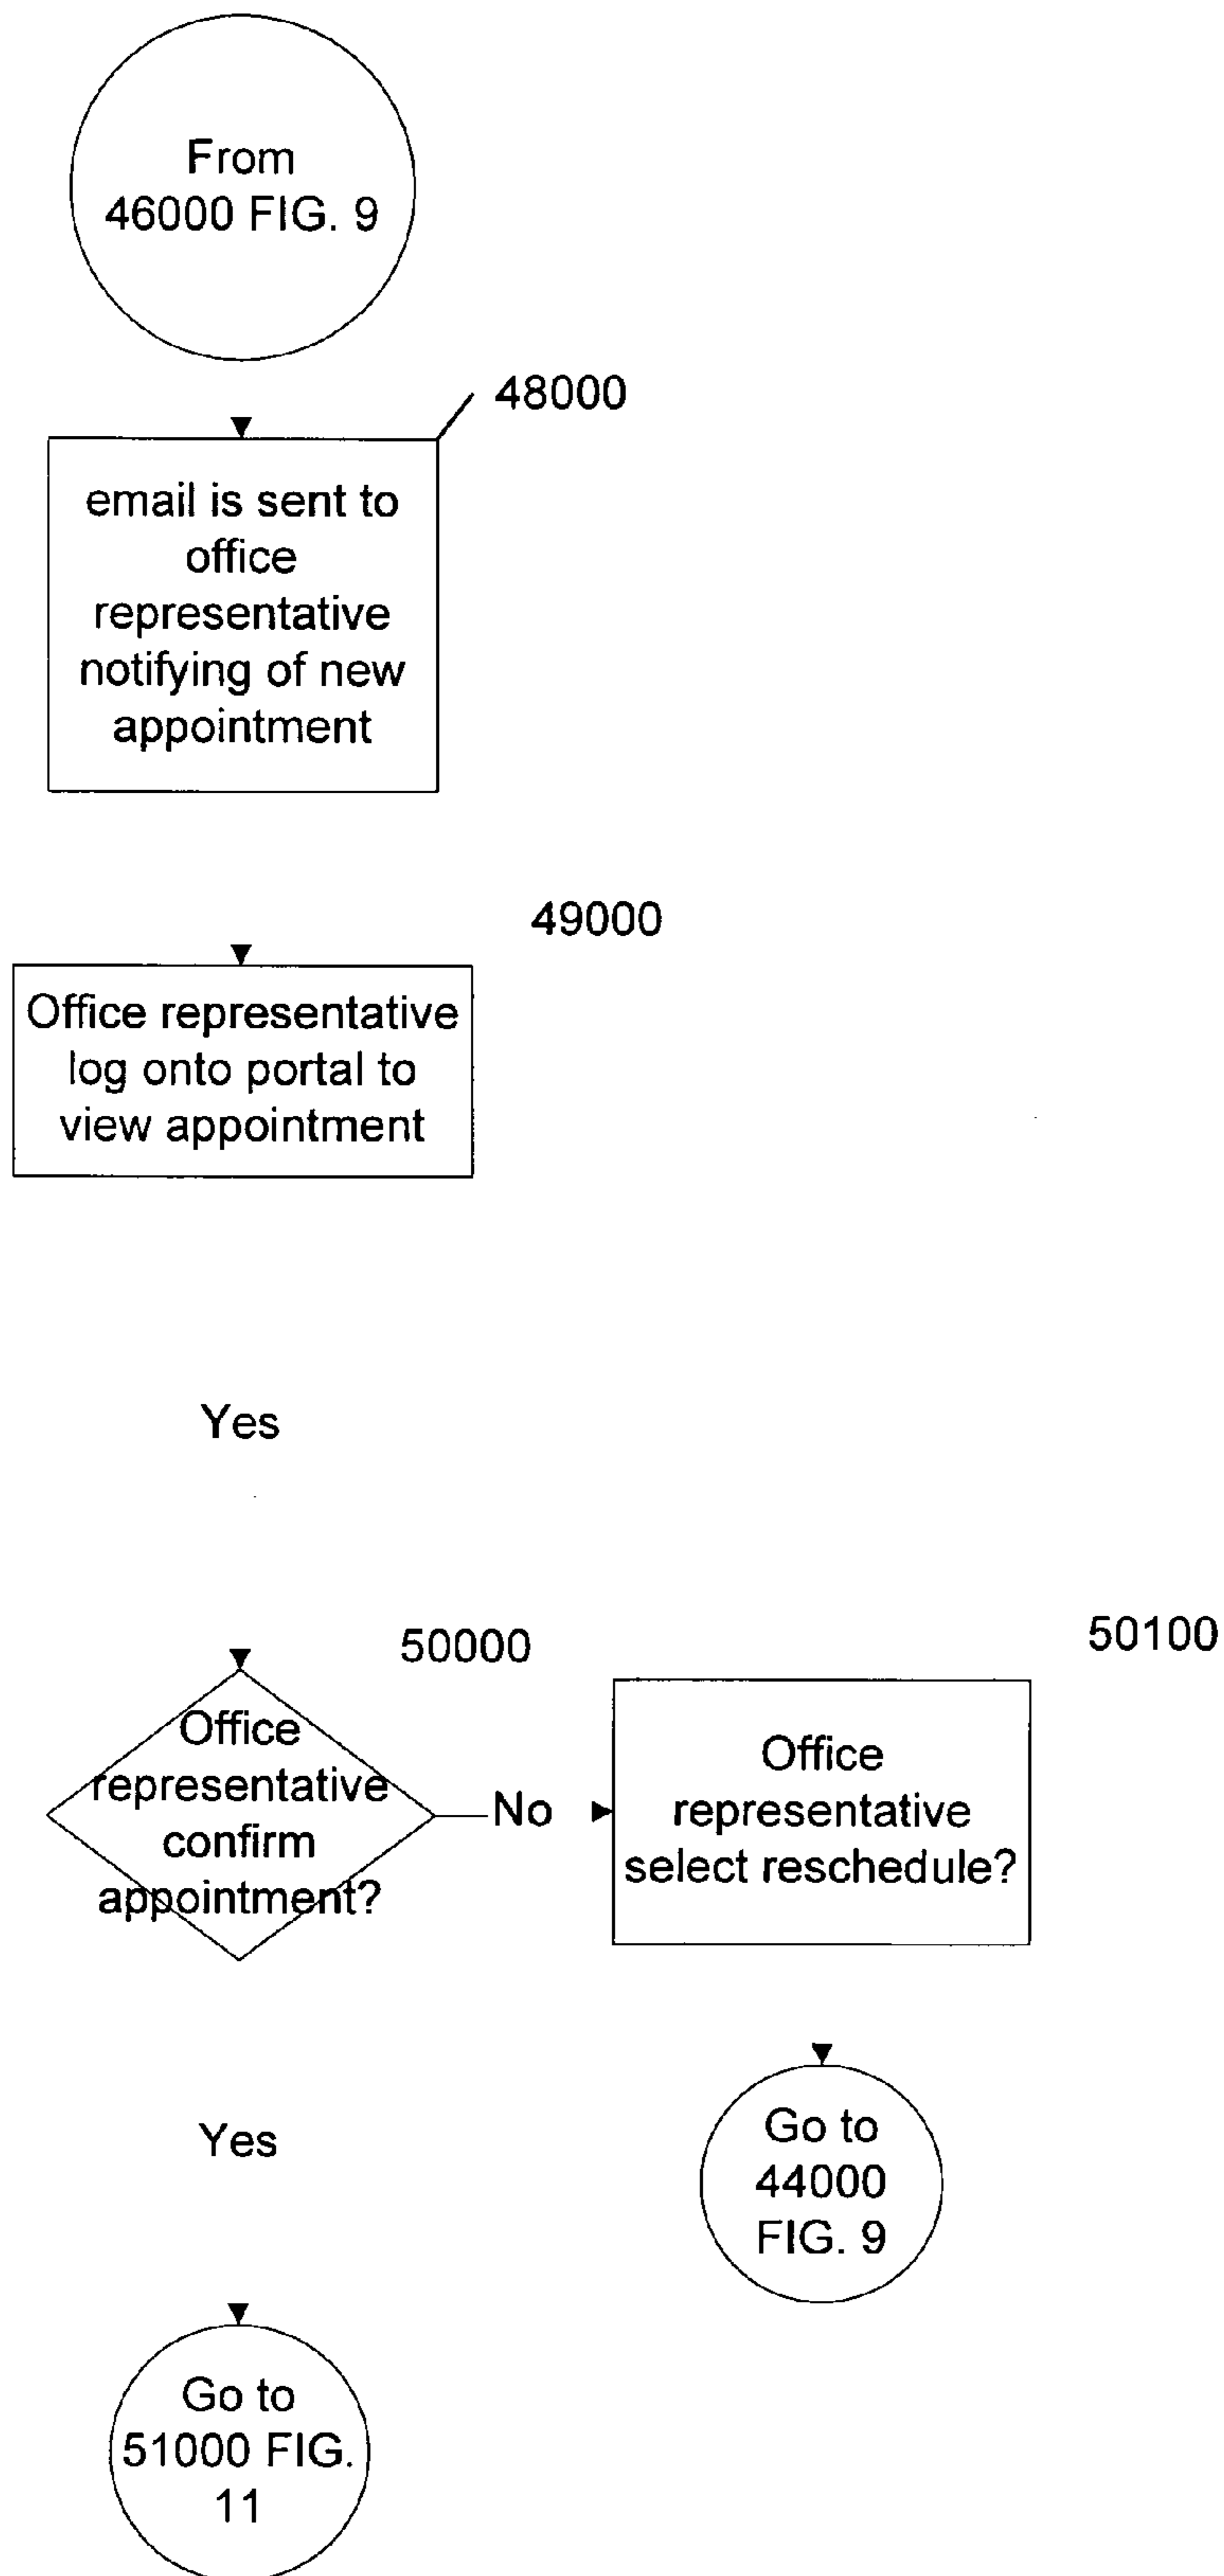 From
46000 FIG. 9
48000
email is sent to
office
representative
notifying of new
appointment
49000
Office representative
log onto portal to
view appointment
Yes
50000
Office
representative
confirm
appointment?
No
50100
Office
representative
select reschedule?
Yes
Go to
44000
FIG. 9
Go to
51000 FIG.
11